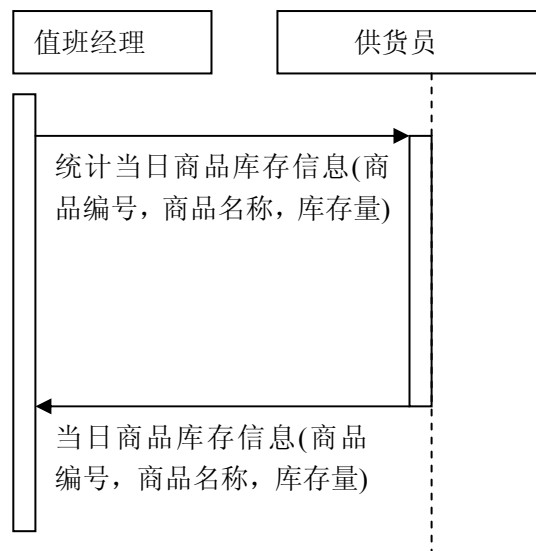 值班经理
供货员
统计当日商品库存信息(商
品编号，商品名称，库存量)
当日商品库存信息(商品
编号，商品名称，库存量)